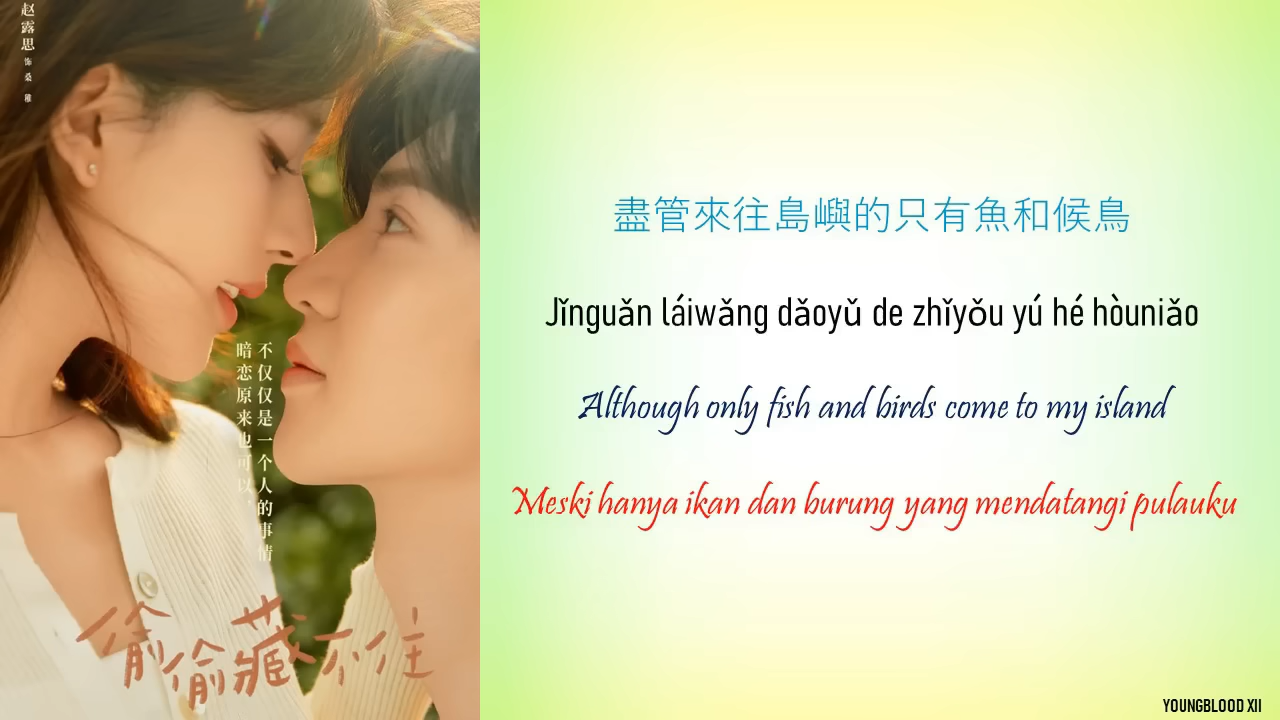 赵露思
饰 桑 稚
不仅仅是一个人的事情
暗恋原来也可以，
偷偷藏不住
盡管來往島嶼的只有魚和候鳥
Jǐnguǎn láiwǎng dǎoyǔ de zhǐyǒu yú hé hòuniǎo
Although only fish and birds come to my island
Meski hanya ikan dan burung yang mendatangi pulauku
YOUNGBLOOD XII